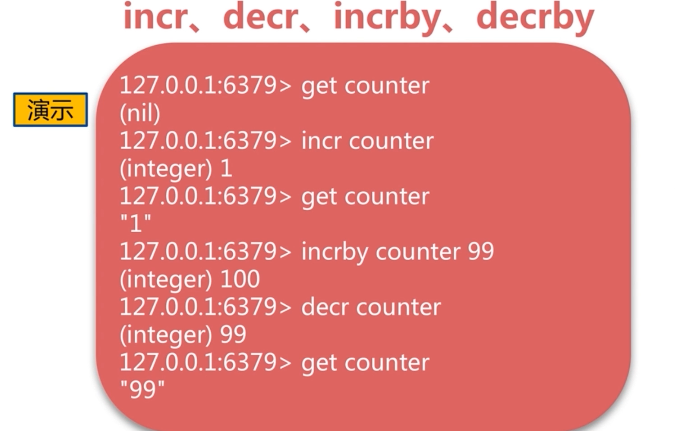 incr、decr、incrby、decrby
演示
127.0.0.1:6379> get counter
(nil)
127.0.0.1:6379> incr counter
(integer) 1
127.0.0.1:6379> get counter
"1"
127.0.0.1:6379> incrby counter 99
(integer) 100
127.0.0.1:6379> decr counter
(integer) 99
127.0.0.1:6379> get counter
"99"